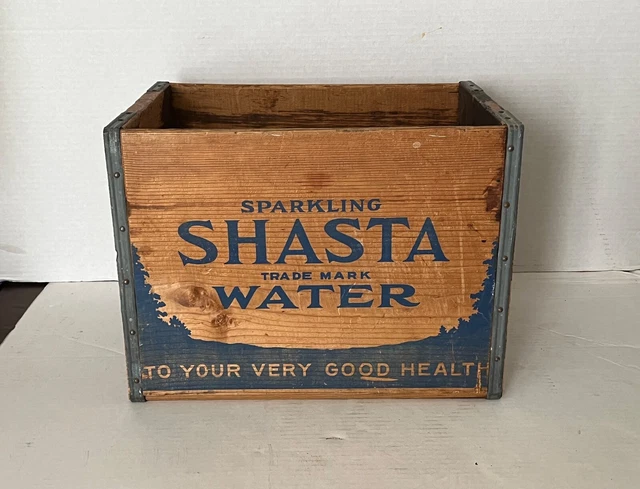 SPARKLING
SHASTA
TRADE MARK
WATER
TO YOUR VERY GOOD HEALTH